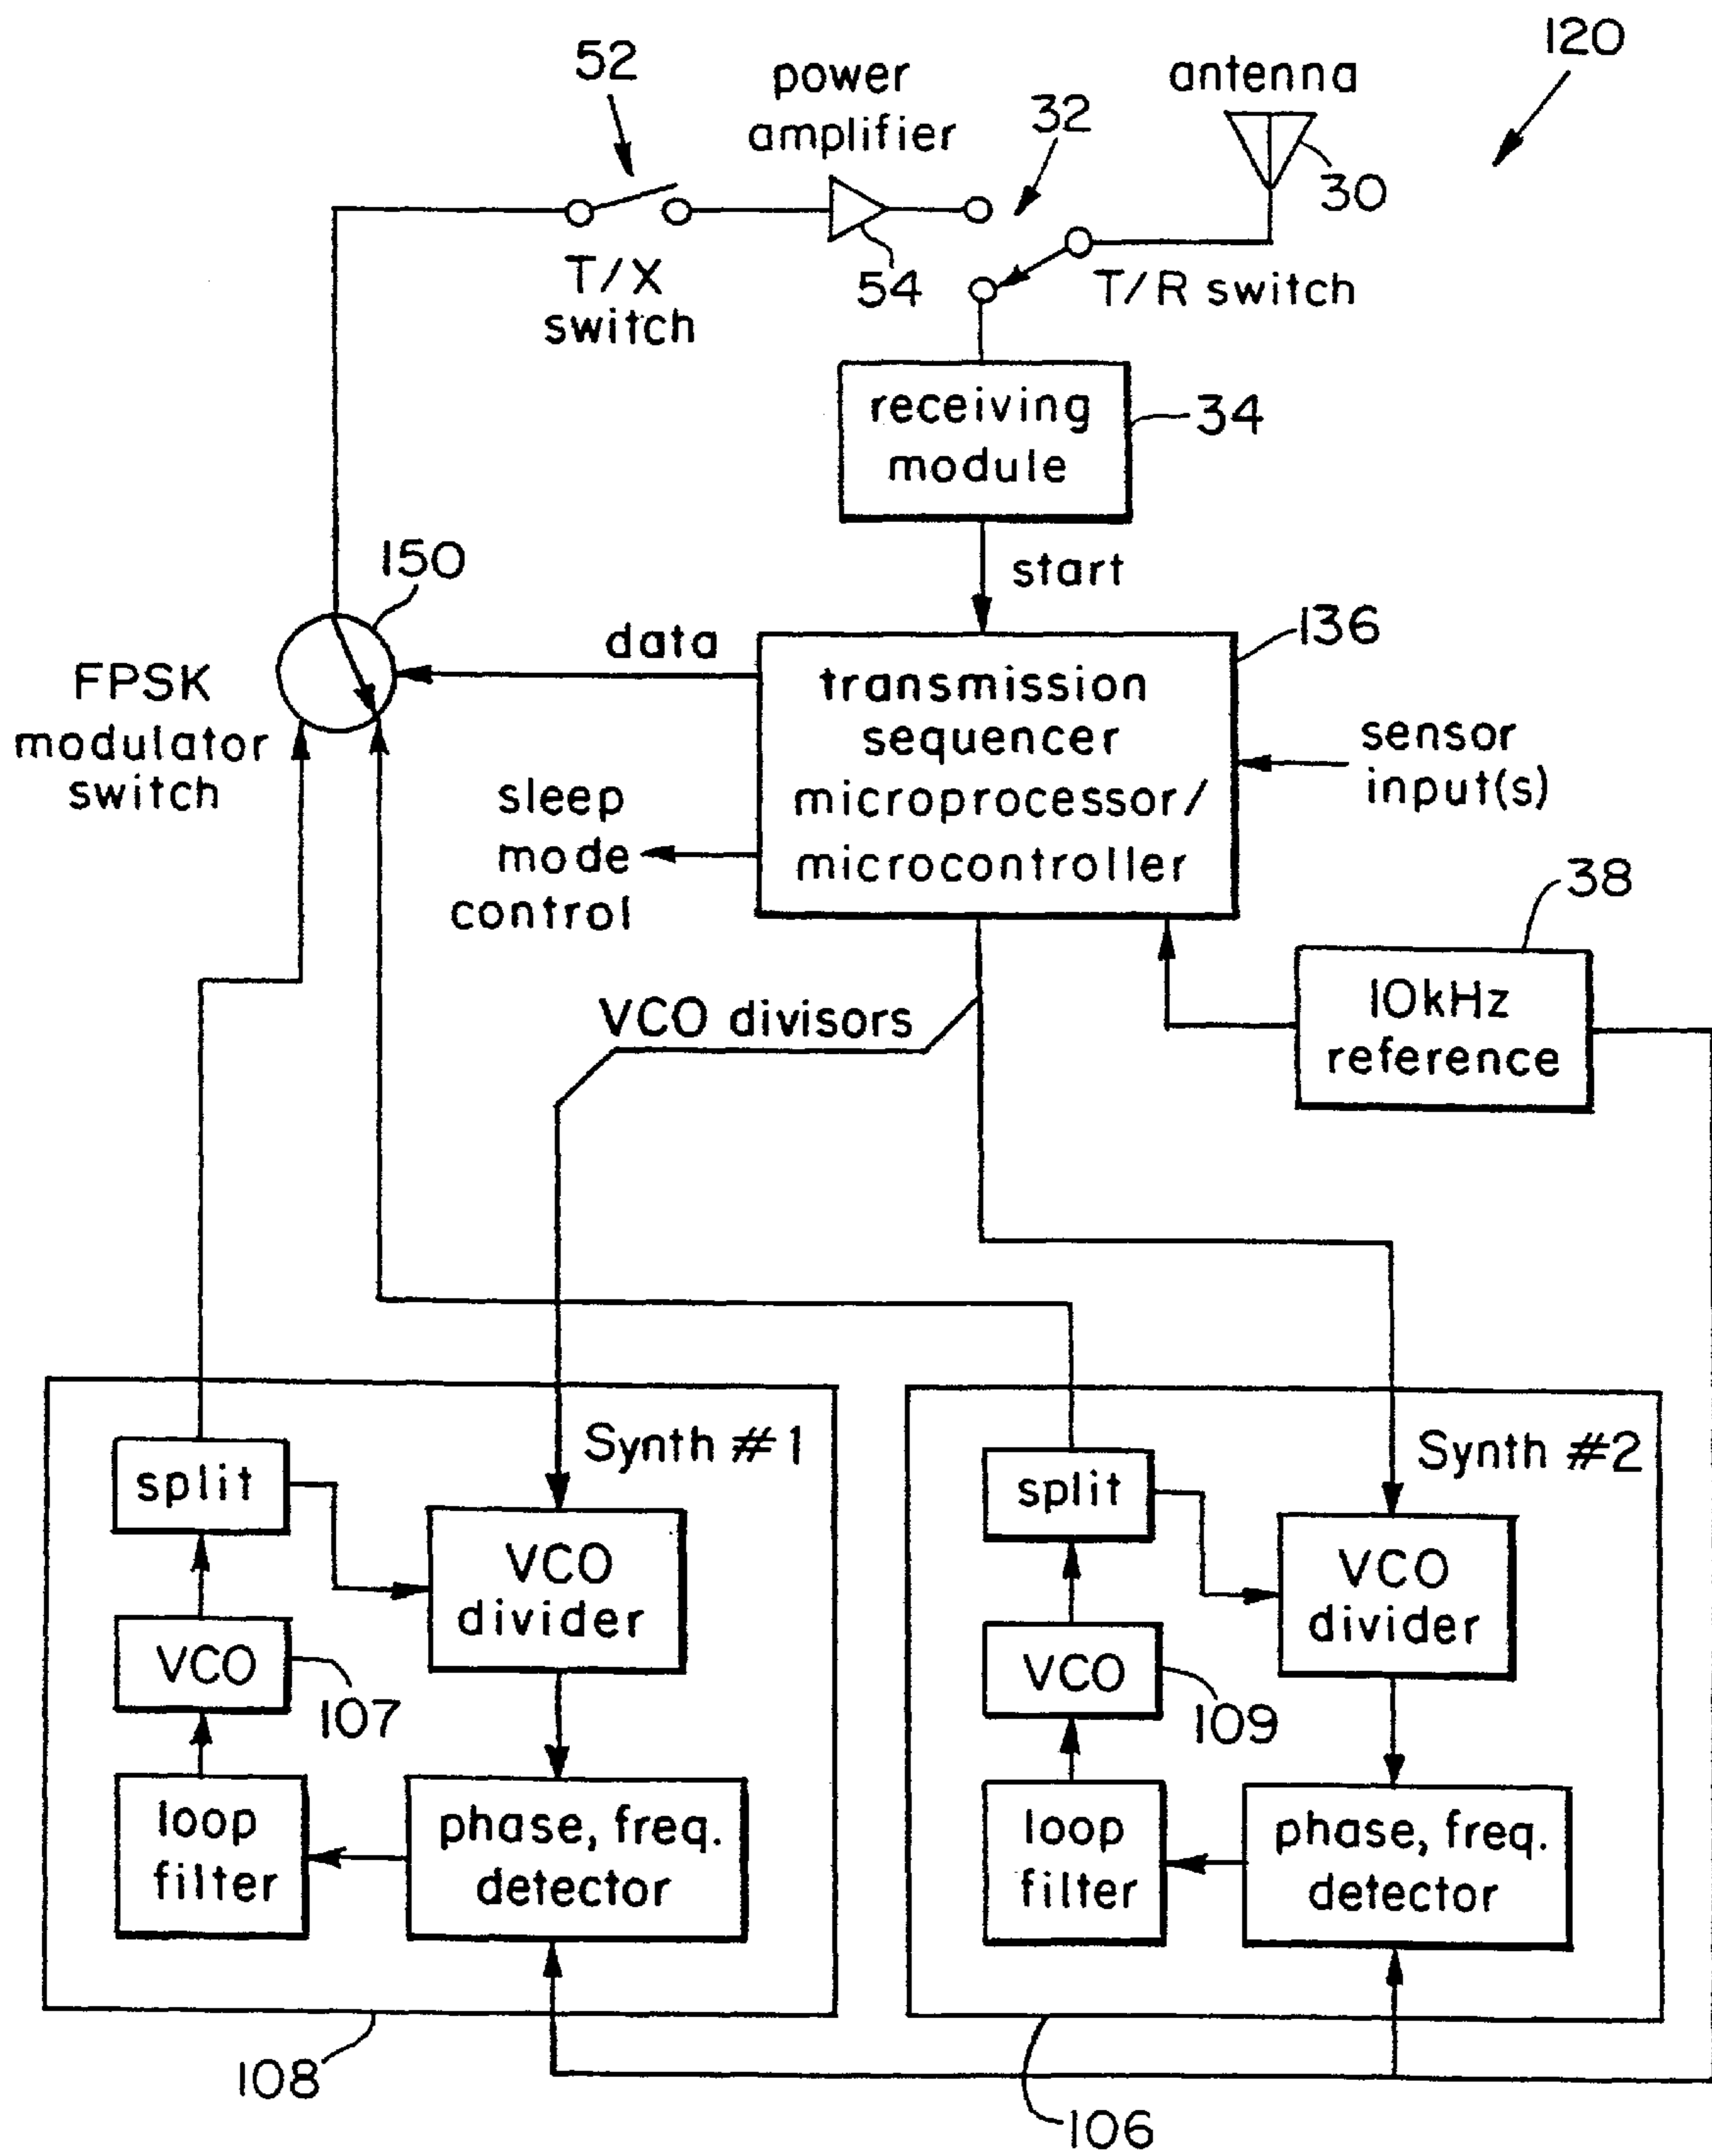 120
52
power
amplifier
32
antenna
30
T/X
switch
54
T/R switch
receiving
module
34
start
150
data
136
FPSK
modulator
switch
transmission
sequencer
microprocessor/
microcontroller
sensor
input(s)
sleep
mode
control
38
10kHz
reference
VCO divisors
Synth #1
split
VCO
divider
VCO
107
loop
filter
phase, freq.
detector
108
Synth #2
split
VCO
divider
VCO
109
loop
filter
phase, freq.
detector
106